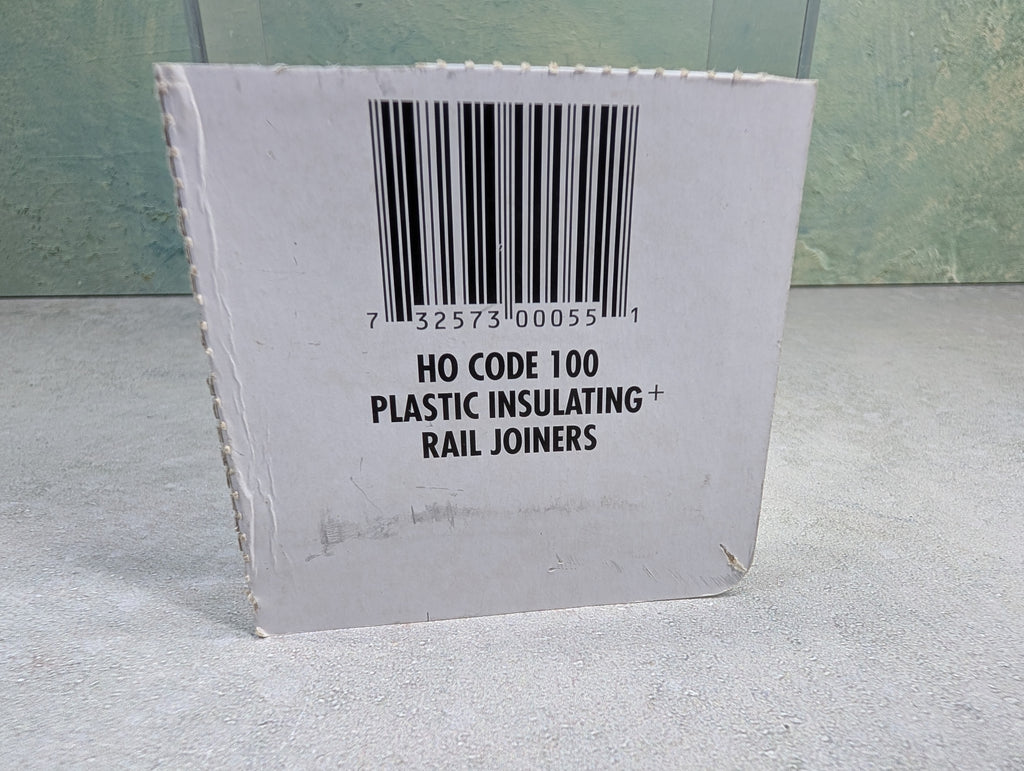 7 32573 00055 1
HO CODE 100
PLASTIC INSULATING+
RAIL JOINERS